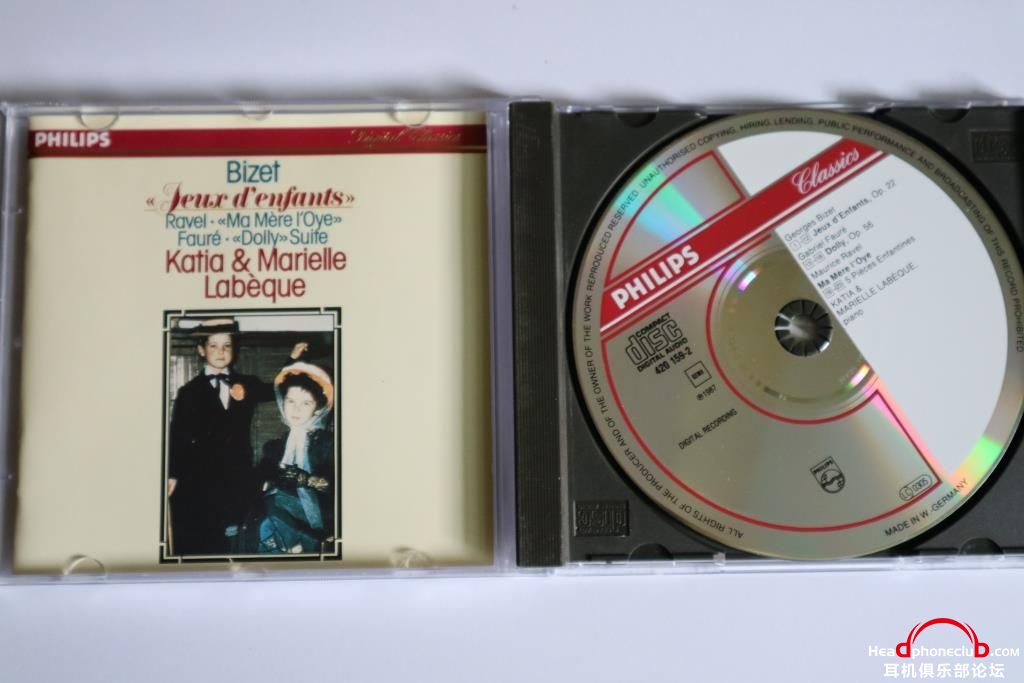 PHILIPS
Digital Classics
Bizet
«Jeux d'enfants»
Ravel · «Ma Mère l'Oye»
Fauré · «Dolly» Suite
Katia & Marielle
Labèque
ALL RIGHTS OF THE PRODUCER AND OF THE OWNER OF THE WORK REPRODUCED RESERVED. UNAUTHORISED COPYING, HIRING, LENDING, PUBLIC PERFORMANCE AND BROADCASTING OF THIS RECORD PROHIBITED
PHILIPS Classics
Georges Bizet
Jeux d'Enfants, Op. 22
Gabriel Fauré
Dolly, Op. 56
Maurice Ravel
Ma Mère l'Oye
5 Pièces Enfantines
KATIA &
MARIELLE LABÈQUE,
piano
COMPACT
disc
DIGITAL AUDIO
420 159-2
℗1987
DIGITAL RECORDING
PHILIPS
LC 0305
MADE IN W.-GERMANY
HeadphoneclubD.COM
耳机俱乐部论坛